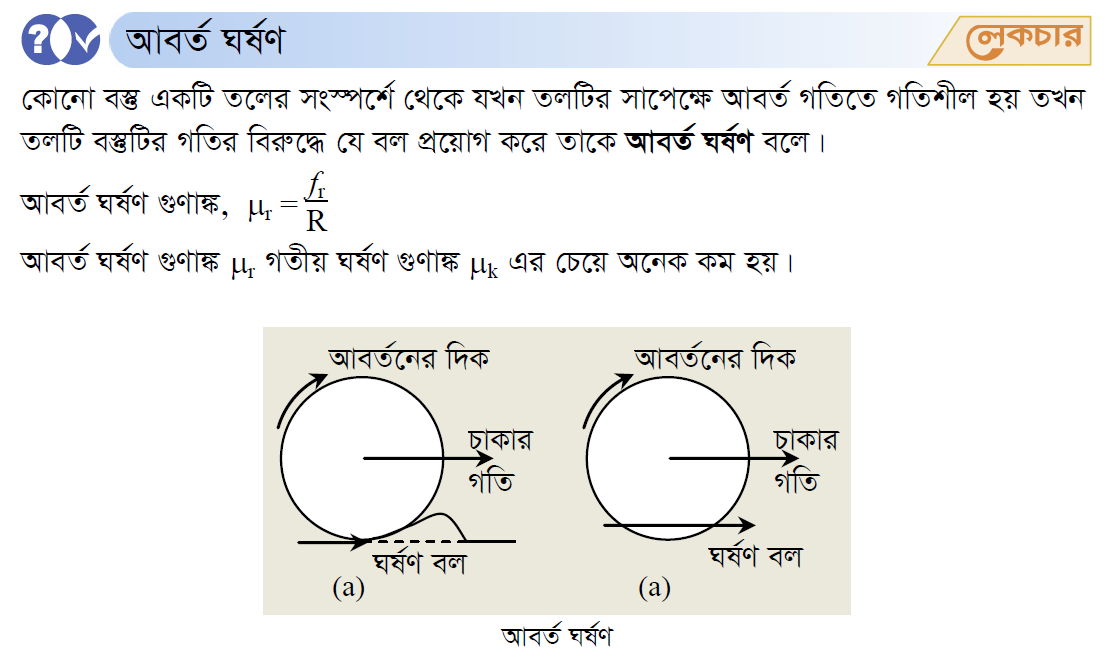 আবর্ত ঘর্ষণ
লেকচার
কোনো বস্তু একটি তলের সংস্পর্শে থেকে যখন তলটির সাপেক্ষে আবর্ত গতিতে গতিশীল হয় তখন
তলটি বস্তুটির গতির বিরুদ্ধে যে বল প্রয়োগ করে তাকে আবর্ত ঘর্ষণ বলে।
আবর্ত ঘর্ষণ গুণাঙ্ক, μr = fr/R
আবর্ত ঘর্ষণ গুণাঙ্ক μr গতীয় ঘর্ষণ গুণাঙ্ক μk এর চেয়ে অনেক কম হয়।
আবর্তনের দিক
চাকার
গতি
ঘর্ষণ বল
(a)
আবর্তনের দিক
চাকার
গতি
ঘর্ষণ বল
(a)
আবর্ত ঘর্ষণ